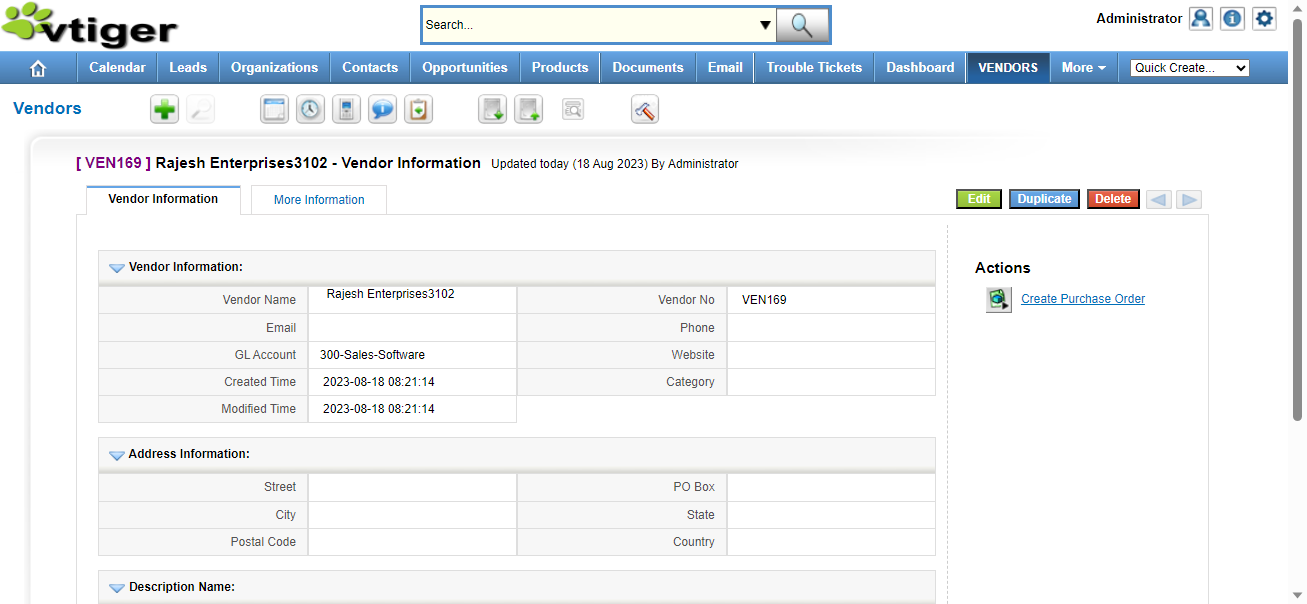 vtiger
Search...
Administrator
Calendar Leads Organizations Contacts Opportunities Products Documents Email Trouble Tickets Dashboard VENDORS More Quick Create...
Vendors
[ VEN169 ] Rajesh Enterprises3102 - Vendor Information Updated today (18 Aug 2023) By Administrator
Vendor Information More Information Edit Duplicate Delete
Vendor Information:
Actions
Vendor Name Rajesh Enterprises3102 Vendor No VEN169 Create Purchase Order
Email Phone
GL Account 300-Sales-Software Website
Created Time 2023-08-18 08:21:14 Category
Modified Time 2023-08-18 08:21:14
Address Information:
Street PO Box
City State
Postal Code Country
Description Name: